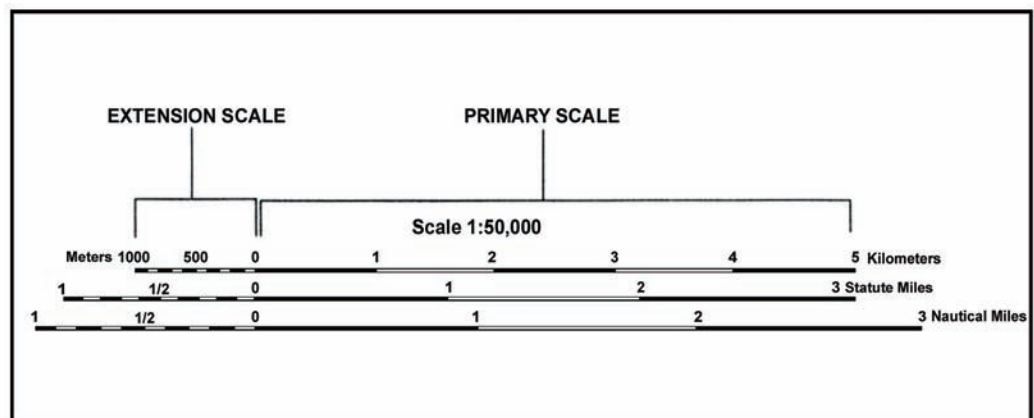 EXTENSION SCALE PRIMARY SCALE
Scale 1:50,000
Meters 1000 500 0 1 2 3 4 5 Kilometers
1 1/2 0 1 2 3 Statute Miles
1 1/2 0 1 2 3 Nautical Miles